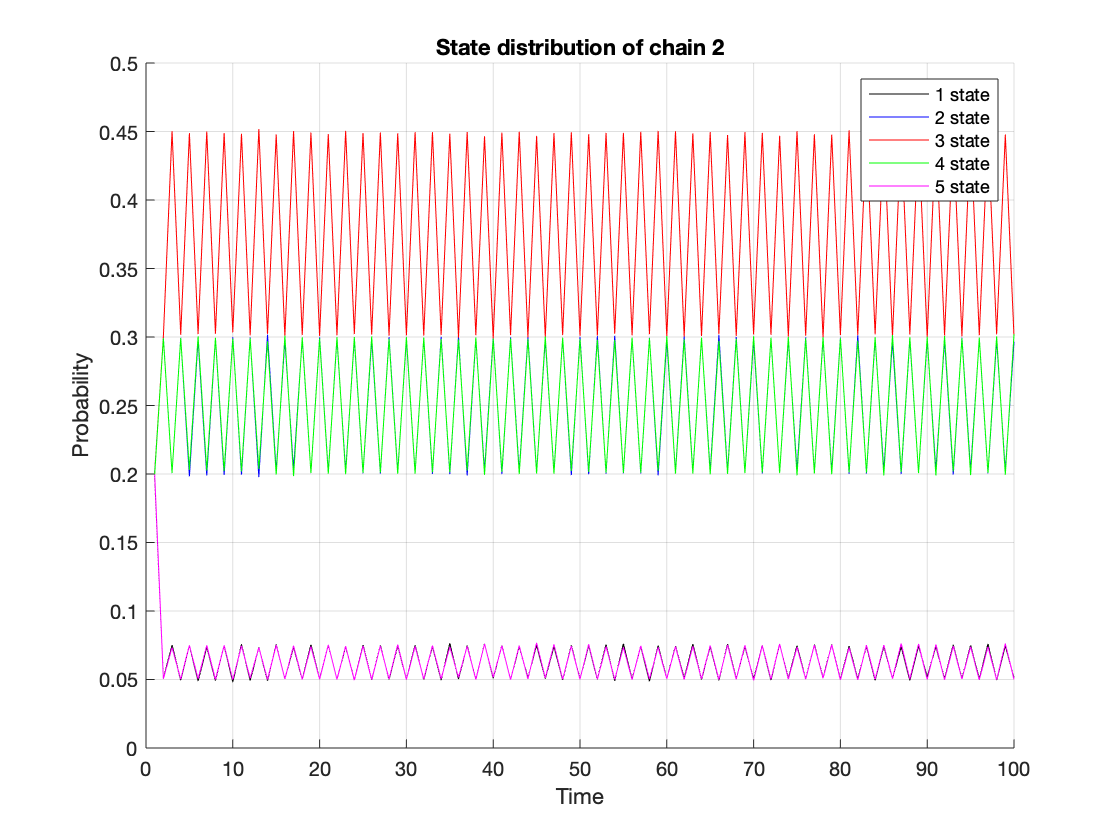 State distribution of chain 2
0.5
0.45
0.4
0.35
0.3
0.25
0.2
0.15
0.1
0.05
0
Probability
1 state
2 state
3 state
4 state
5 state
0 10 20 30 40 50 60 70 80 90 100
Time